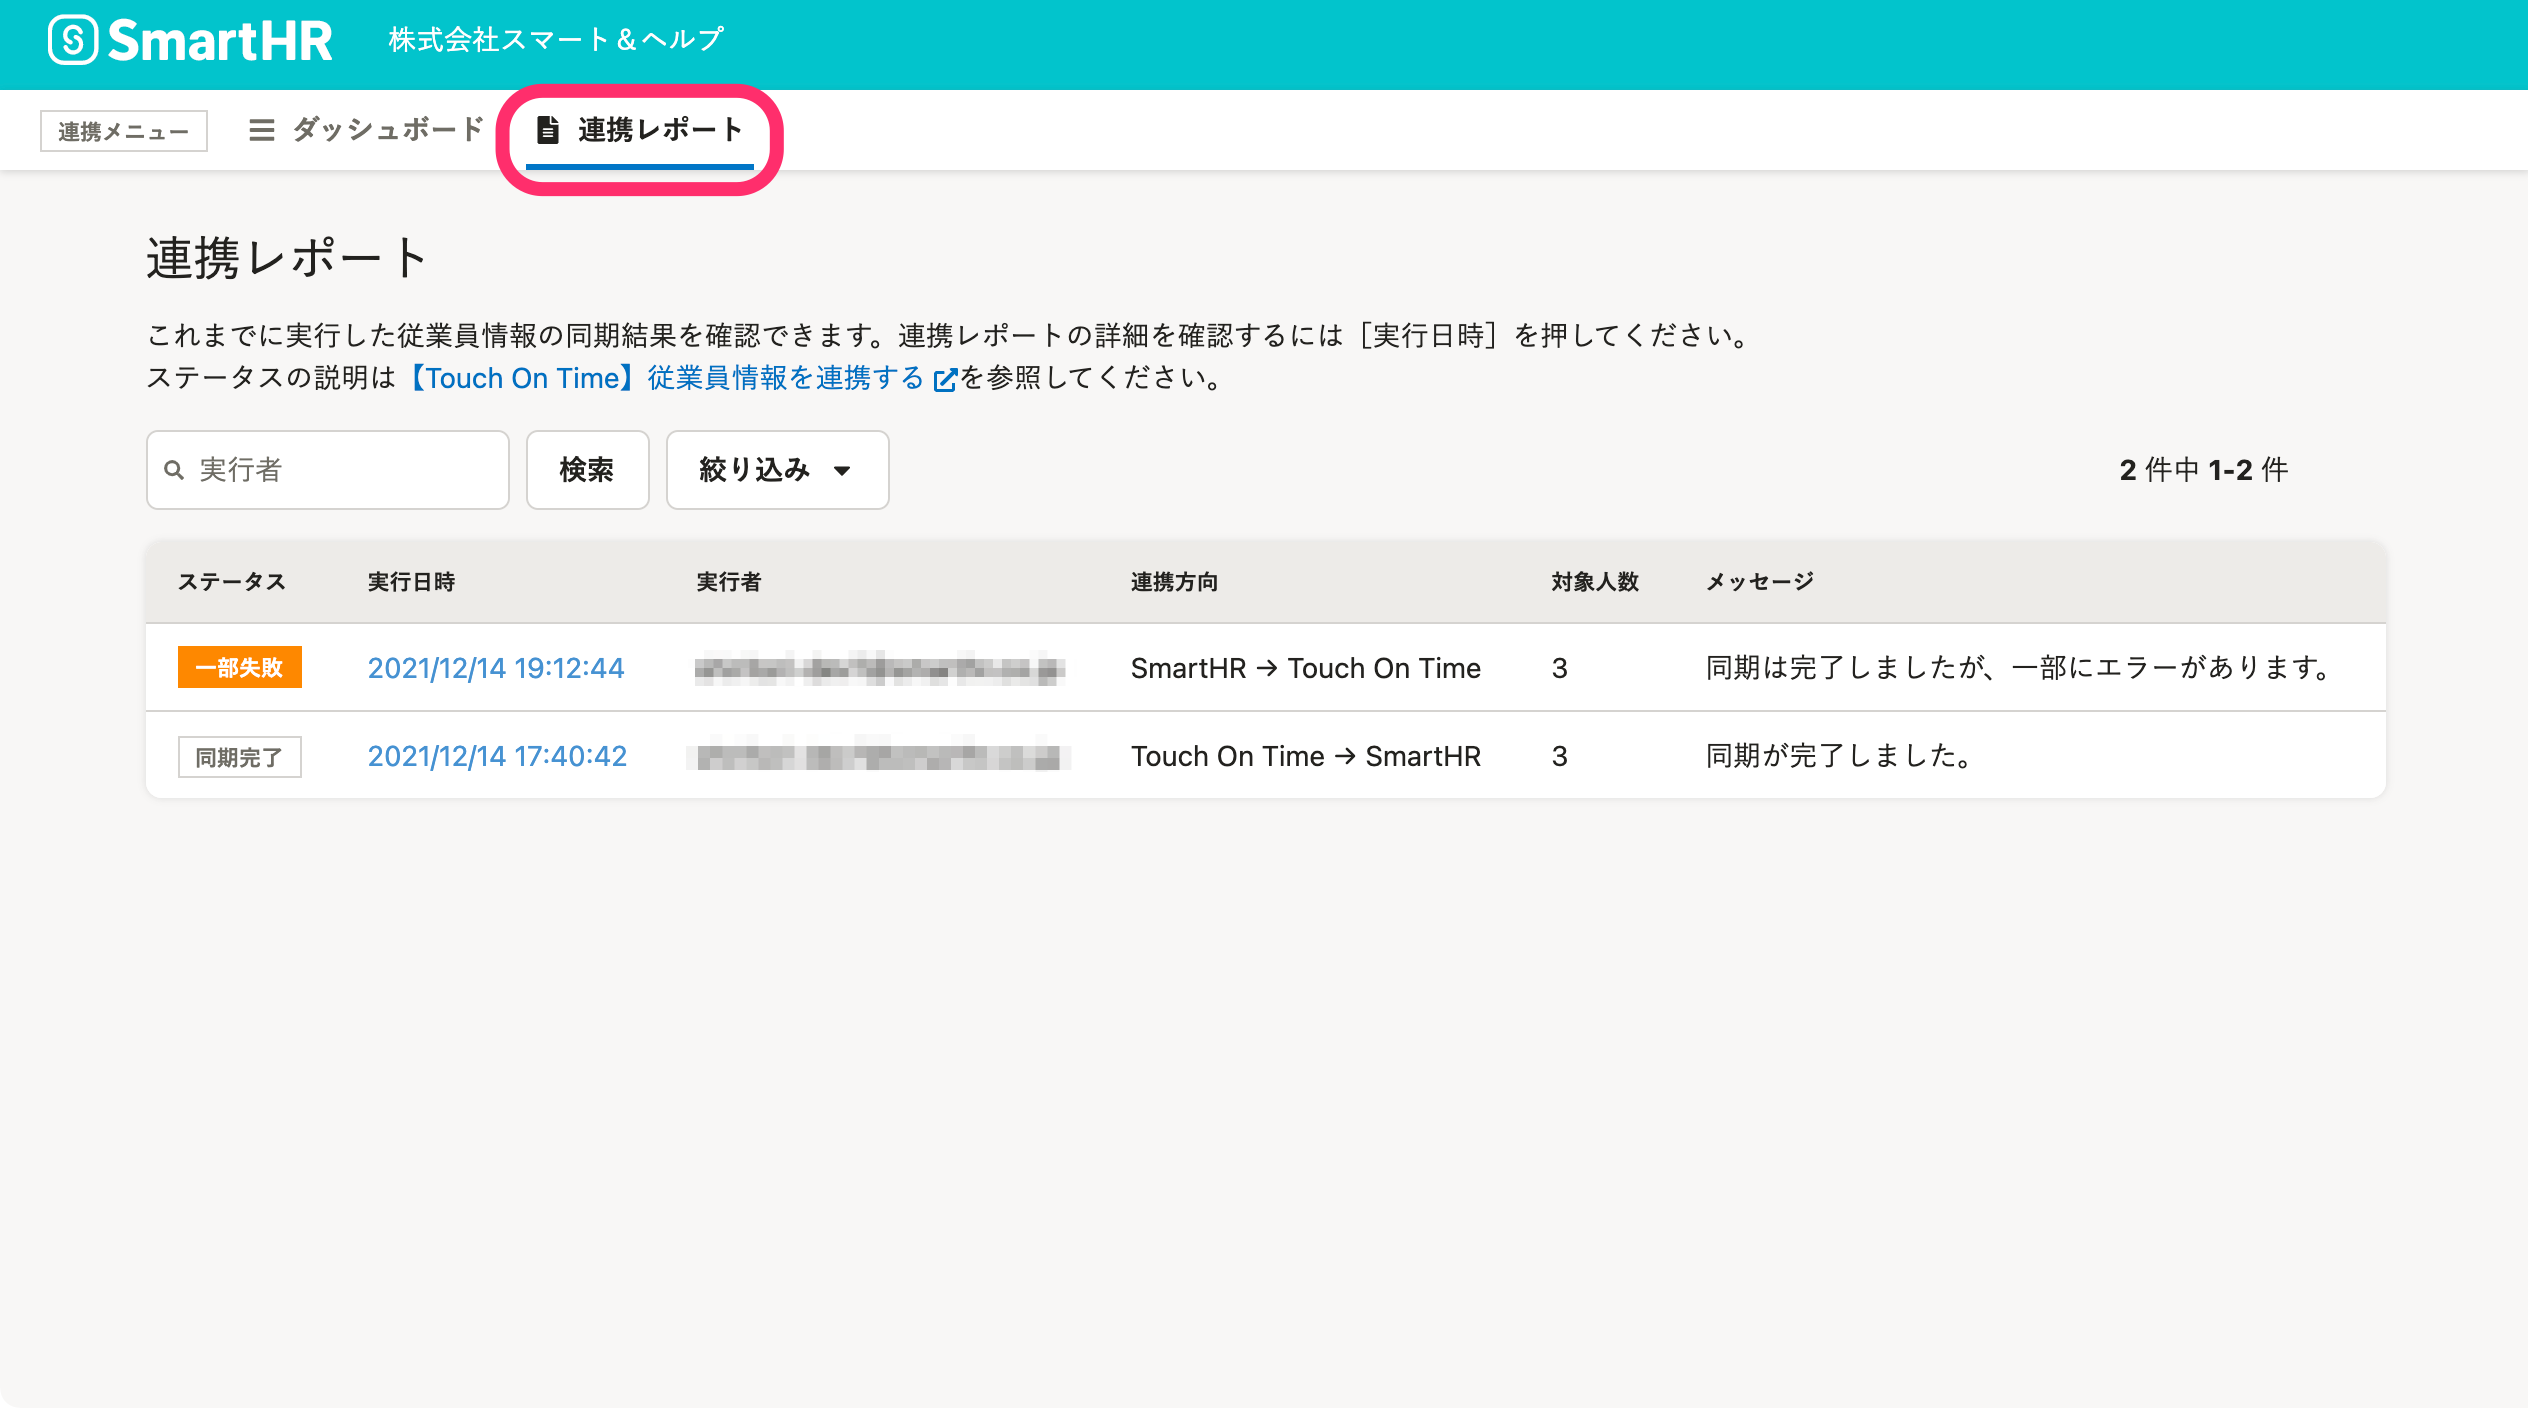 SmartHR 株式会社スマート＆ヘルプ
連携メニュー ダッシュボード 連携レポート
連携レポート
これまでに実行した従業員情報の同期結果を確認できます。連携レポートの詳細を確認するには［実行日時］を押してください。
ステータスの説明は【Touch On Time】従業員情報を連携するを参照してください。
実行者 検索 絞り込み 2 件中 1-2 件
ステータス 実行日時 実行者 連携方向 対象人数 メッセージ
一部失敗 2021/12/14 19:12:44 SmartHR → Touch On Time 3 同期は完了しましたが、一部にエラーがあります。
同期完了 2021/12/14 17:40:42 Touch On Time → SmartHR 3 同期が完了しました。